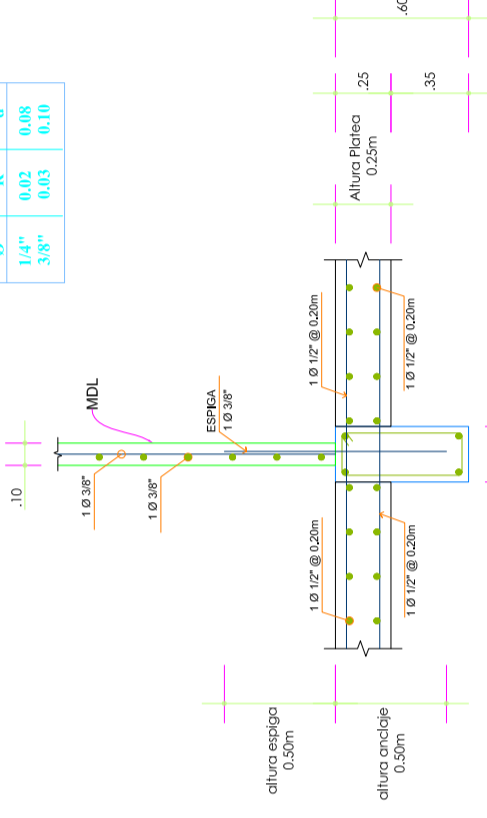 1/4" 0.02 0.08
3/8" 0.03 0.10
.10
MDL
1 Ø 3/8"
1 Ø 3/8"
ESPIGA
1 Ø 3/8"
altura espiga
0.50m
altura anclaje
0.50m
1 Ø 1/2" @ 0.20m
1 Ø 1/2" @ 0.20m
1 Ø 1/2" @ 0.20m
1 Ø 1/2" @ 0.20m
Altura Platea
0.25m
.25
.35